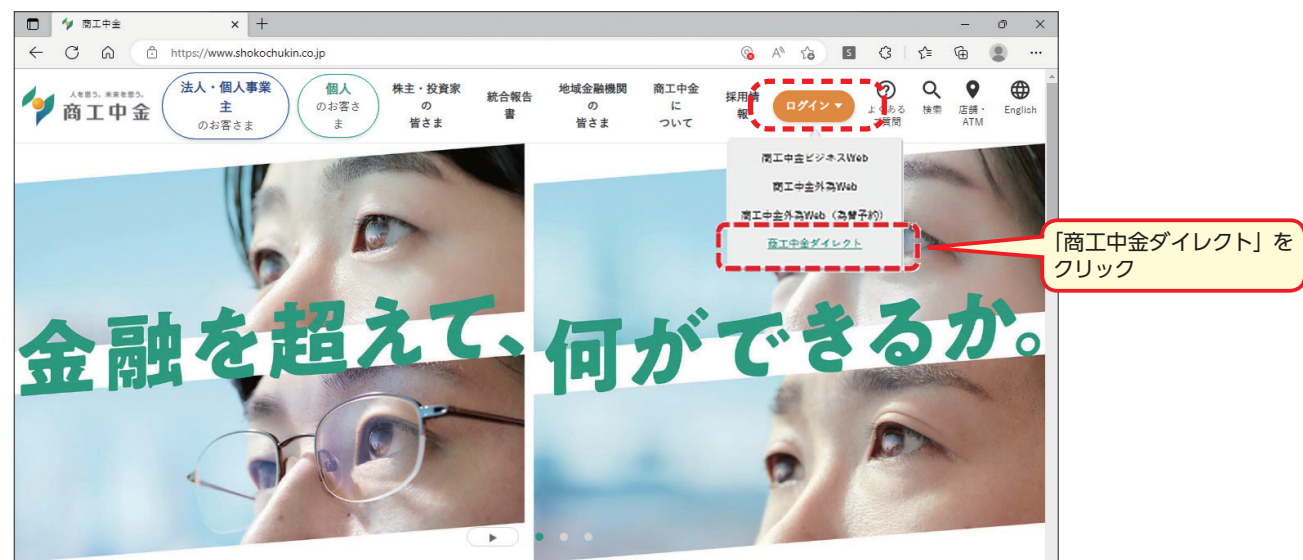 商工中金
https://www.shokochukin.co.jp
人を思う。未来を思う。
商工中金
法人・個人事業
主
のお客さま
個人
のお客さ
ま
株主・投資家
の
皆さま
統合報告
書
地域金融機関
の
皆さま
商工中金
に
ついて
採用情
報
ログイン
よくある
ご質問
検索
店舗・
ATM
English
商工中金ビジネスWeb
商工中金外為Web
商工中金外為Web（為替予約）
商工中金ダイレクト
「商工中金ダイレクト」を
クリック
金融を超えて、何ができるか。